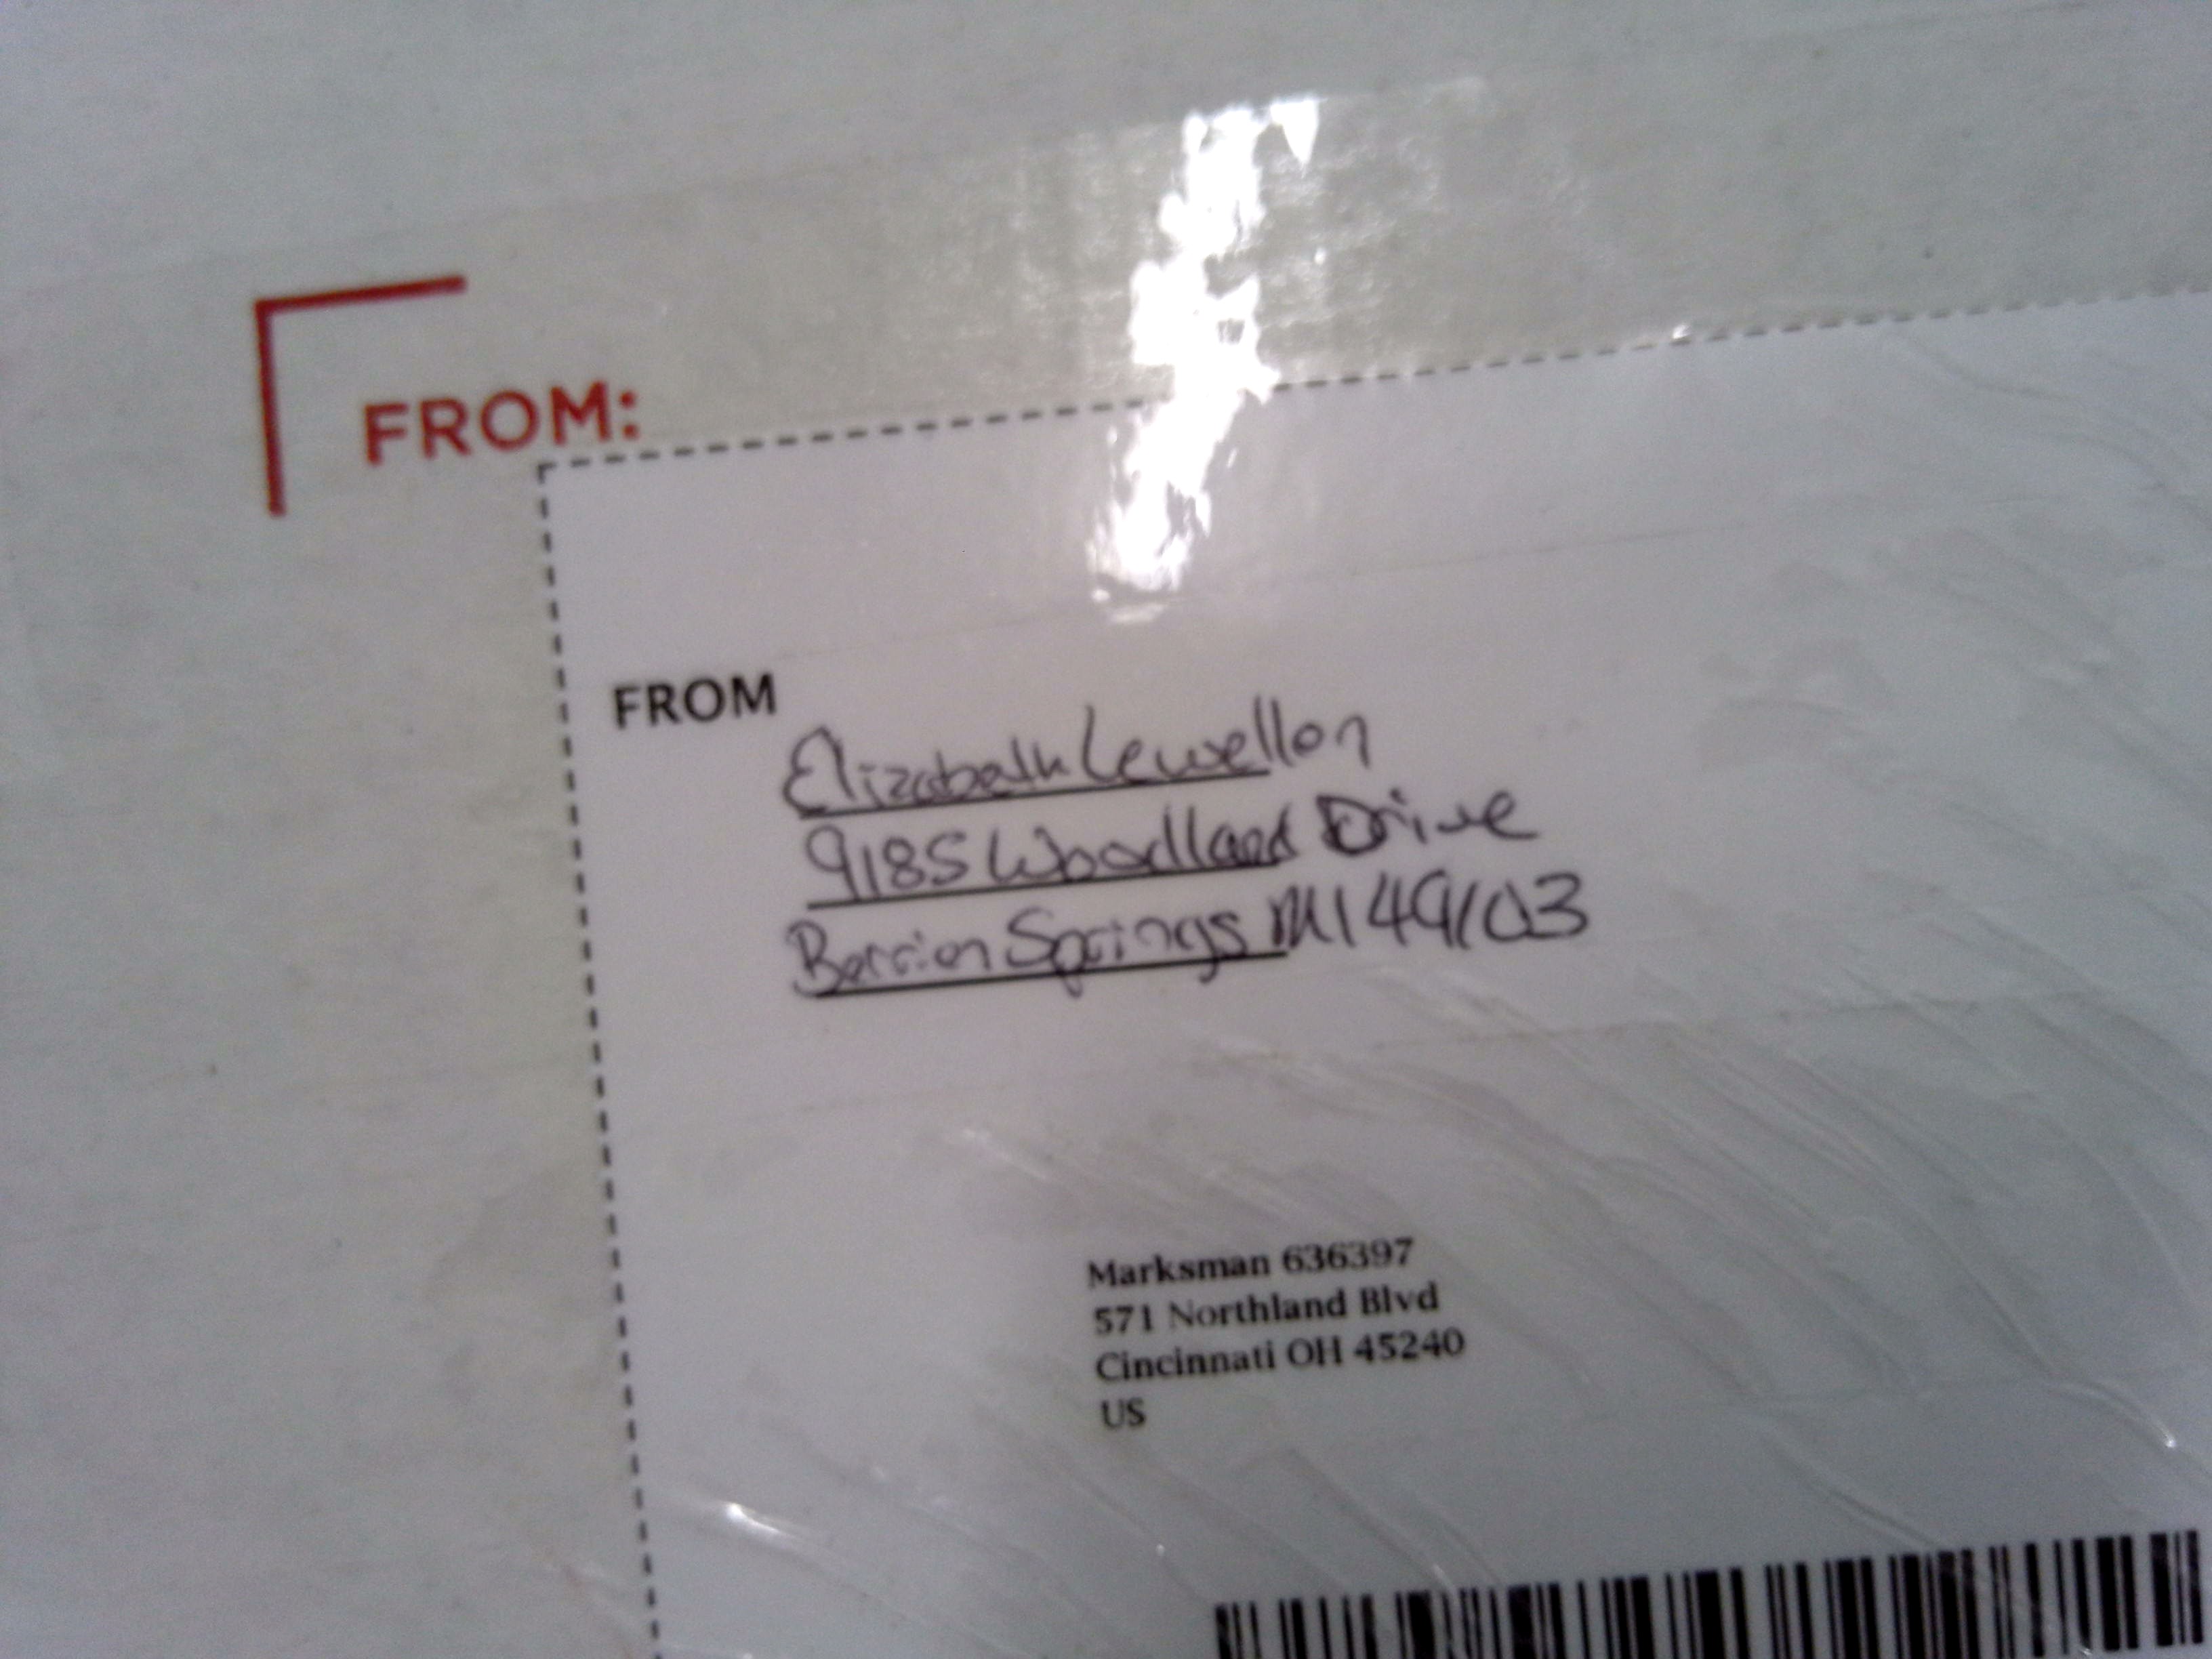 FROM:
FROM
Elizabeth Lewellen
9185 Woodland Drive
Berrien Springs MI 49103
Marksman 636397
571 Northland Blvd
Cincinnati OH 45240
US